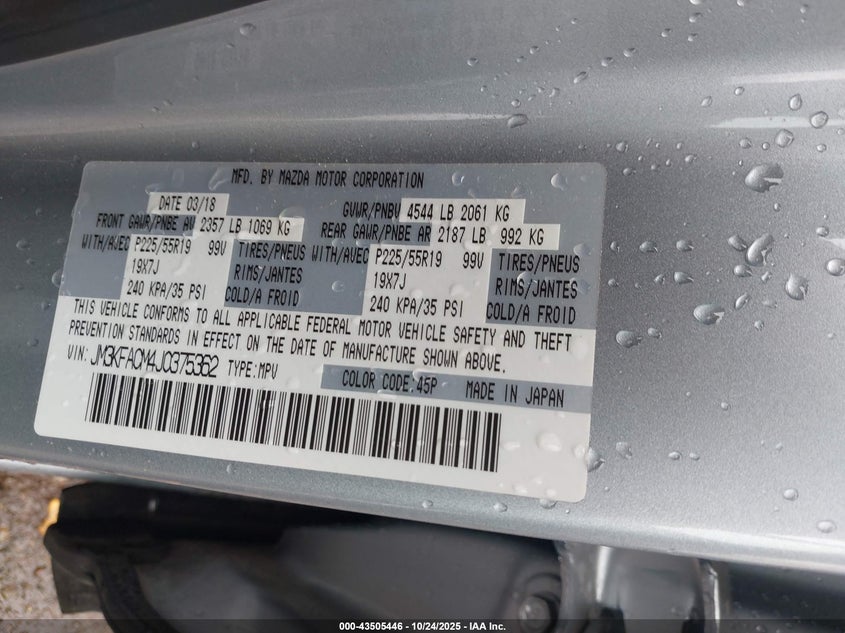 MFD. BY MAZDA MOTOR CORPORATION
DATE 03/18 GVWR/PNBV 4544 LB 2061 KG
FRONT GAWR/PNBE AV 2357 LB 1069 KG REAR GAWR/PNBE AR 2187 LB 992 KG
WITH/AVEC P225/55R19 99V TIRES/PNEUS WITH/AVEC P225/55R19 99V TIRES/PNEUS
19X7J RIMS/JANTES 19X7J RIMS/JANTES
240 KPA/35 PSI COLD/A FROID 240 KPA/35 PSI COLD/A FROID
THIS VEHICLE CONFORMS TO ALL APPLICABLE FEDERAL MOTOR VEHICLE SAFETY AND THEFT
PREVENTION STANDARDS IN EFFECT ON THE DATE OF MANUFACTURE SHOWN ABOVE.
VIN: JM3KFACM4J0375362 TYPE:MPV
COLOR CODE:45P MADE IN JAPAN
000-43505446 - 10/24/2025 - IAA Inc.